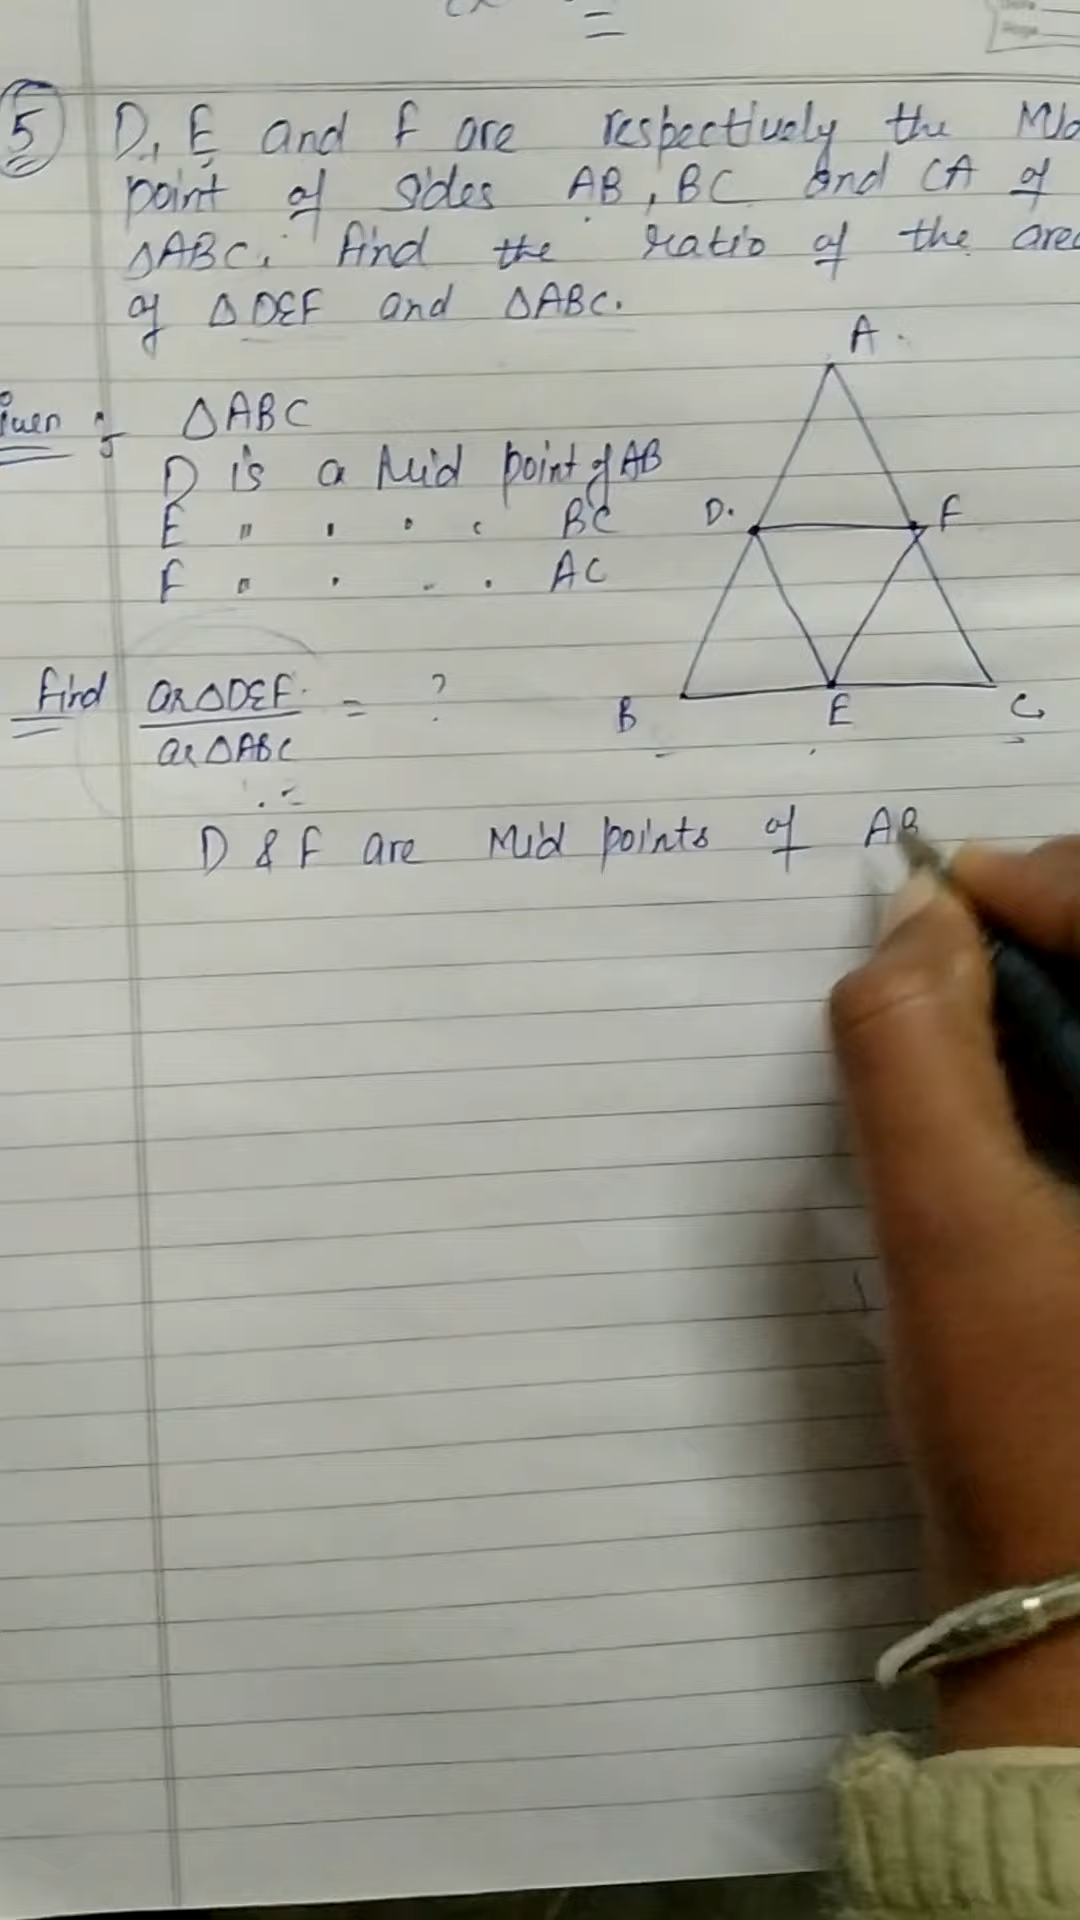 5 D, E and F are respectively the Mid
point of sides AB, BC and CA of
△ABC. find the ratio of the area
of △DEF and △ABC.
A
Given △ABC
D is a Mid point of AB
E " . . . BC
F " . . . AC
D. F
find ar△DEF = ?
ar△ABC
B E C
D & F are Mid points of AB